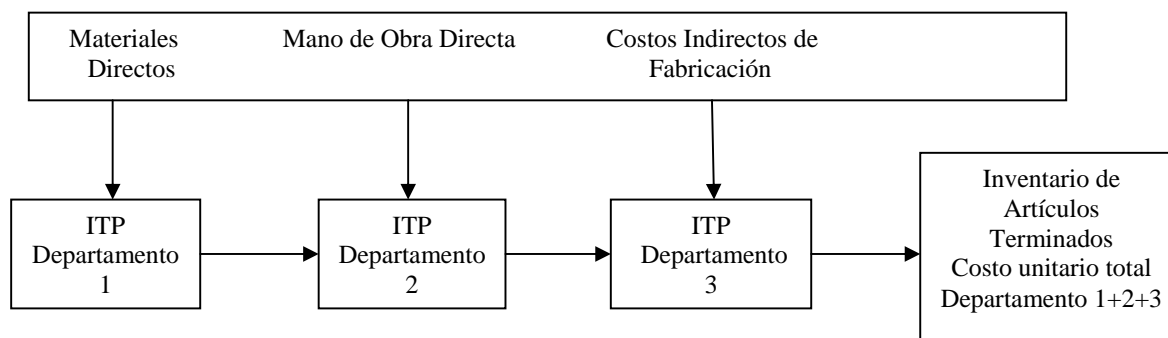 Materiales Directos
Mano de Obra Directa
Costos Indirectos de
Fabricación
ITP
Departamento
1
ITP
Departamento
2
ITP
Departamento
3
Inventario de
Artículos
Terminados
Costo unitario total
Departamento 1+2+3